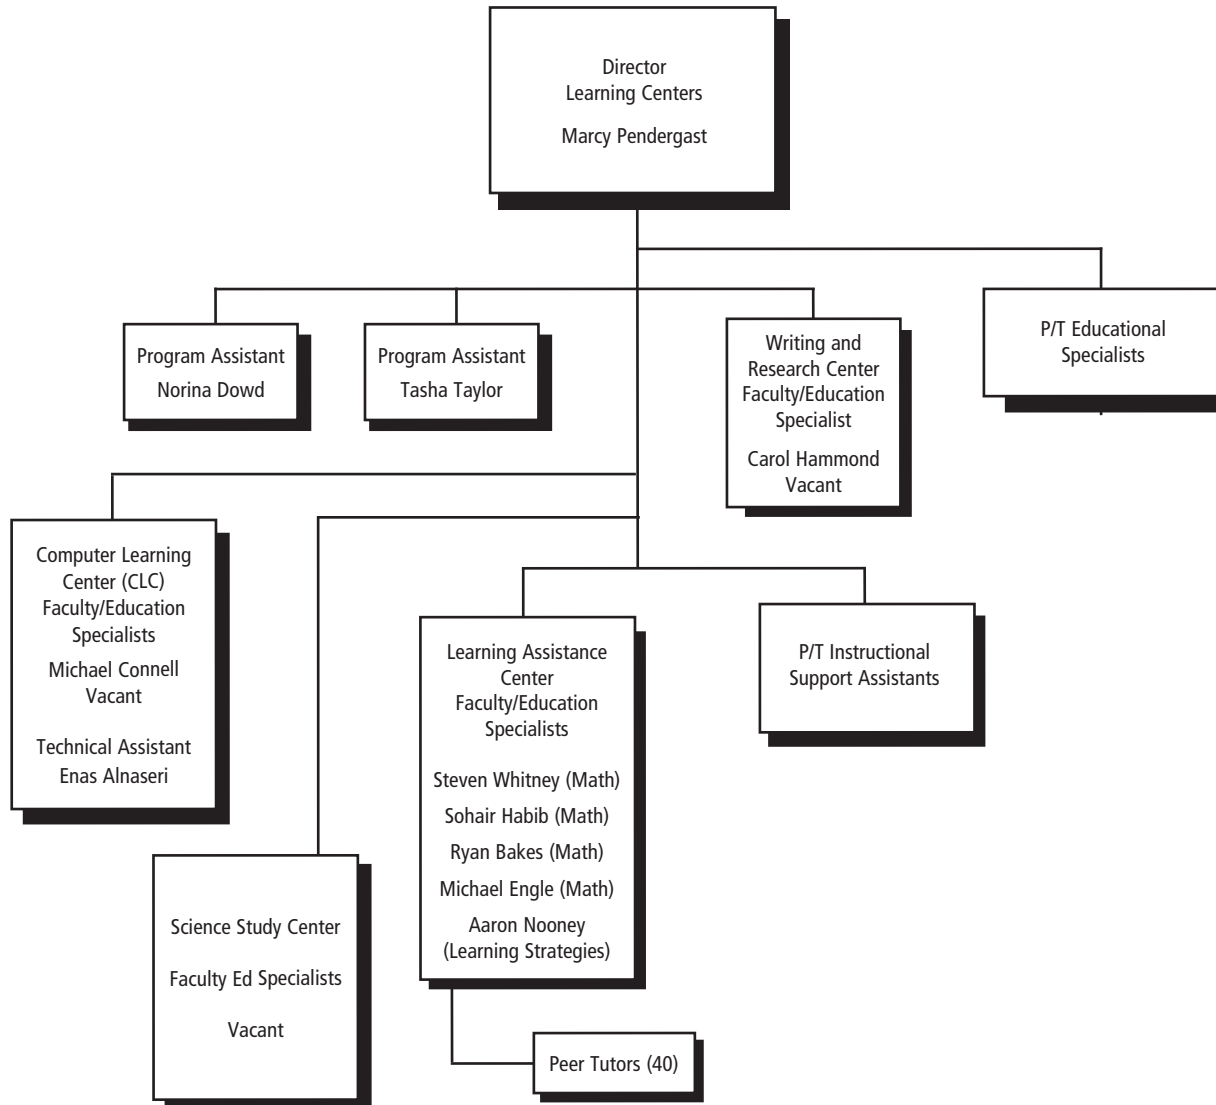 Director
Learning Centers
Marcy Pendergast
Program Assistant
Norina Dowd
Program Assistant
Tasha Taylor
Writing and
Research Center
Faculty/Education
Specialist
Carol Hammond
Vacant
P/T Educational
Specialists
Computer Learning
Center (CLC)
Faculty/Education
Specialists
Michael Connell
Vacant
Technical Assistant
Enas Alnaseri
Science Study Center
Faculty Ed Specialists
Vacant
Learning Assistance
Center
Faculty/Education
Specialists
Steven Whitney (Math)
Sohair Habib (Math)
Ryan Bakes (Math)
Michael Engle (Math)
Aaron Nooney
(Learning Strategies)
P/T Instructional
Support Assistants
Peer Tutors (40)